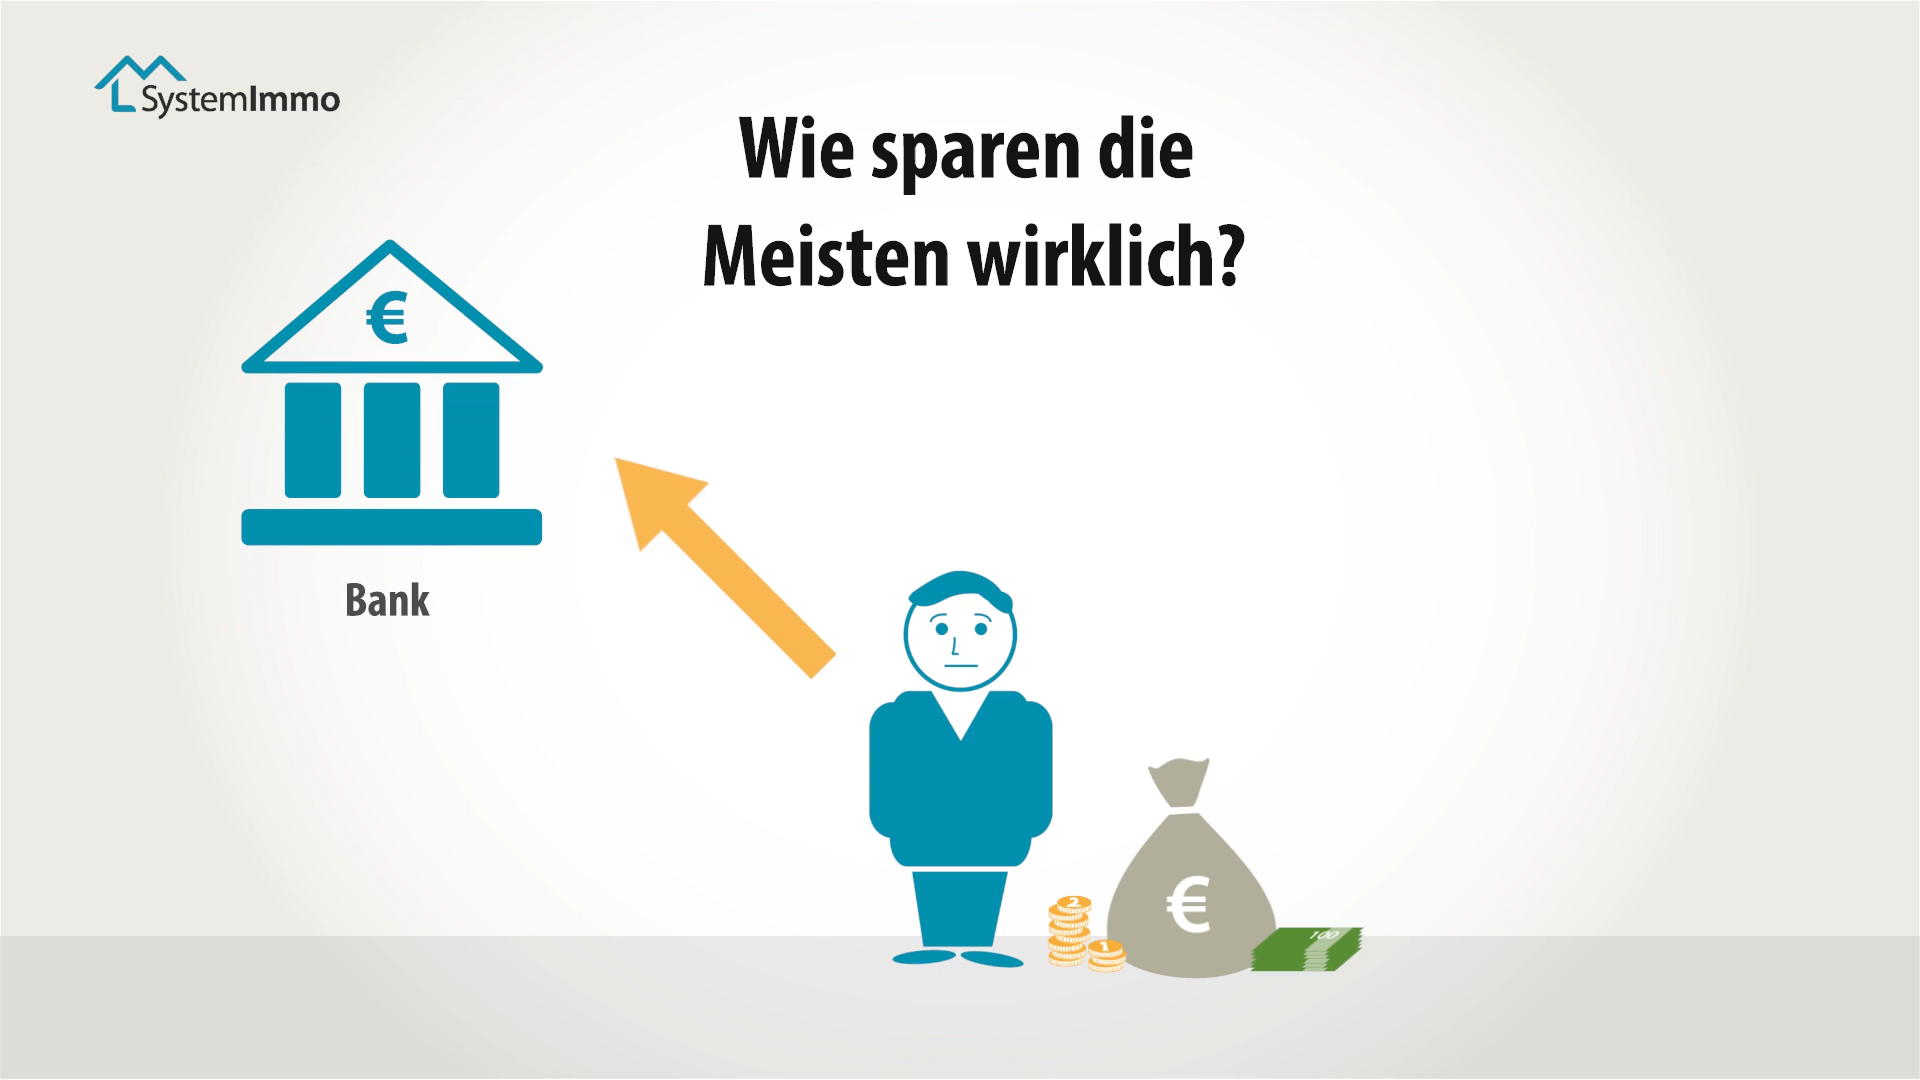 SystemImmo
Wie sparen die
Meisten wirklich?
€
Bank
€
2
1
100